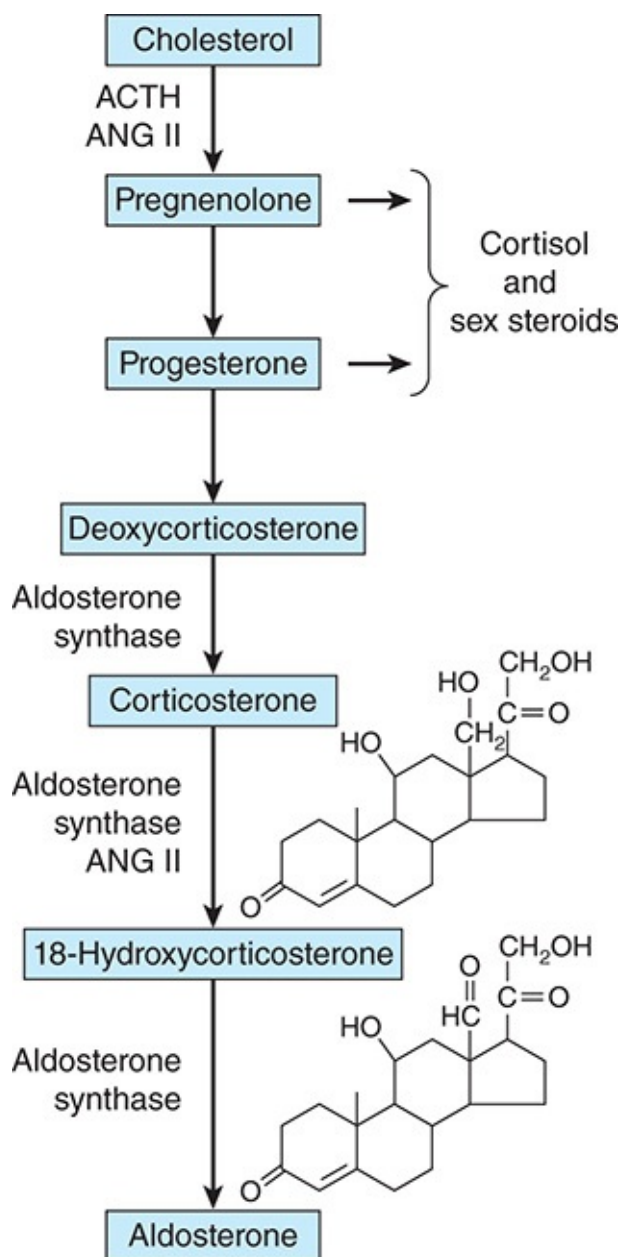 Cholesterol
ACTH
ANG II
Pregnenolone
Cortisol
and
sex steroids
Progesterone
Deoxycorticosterone
Aldosterone
synthase
Corticosterone
CH2OH
HO
C=O
CH2
HO
O
Aldosterone
synthase
ANG II
18-Hydroxycorticosterone
CH2OH
O
HC
C=O
HO
O
Aldosterone
synthase
Aldosterone